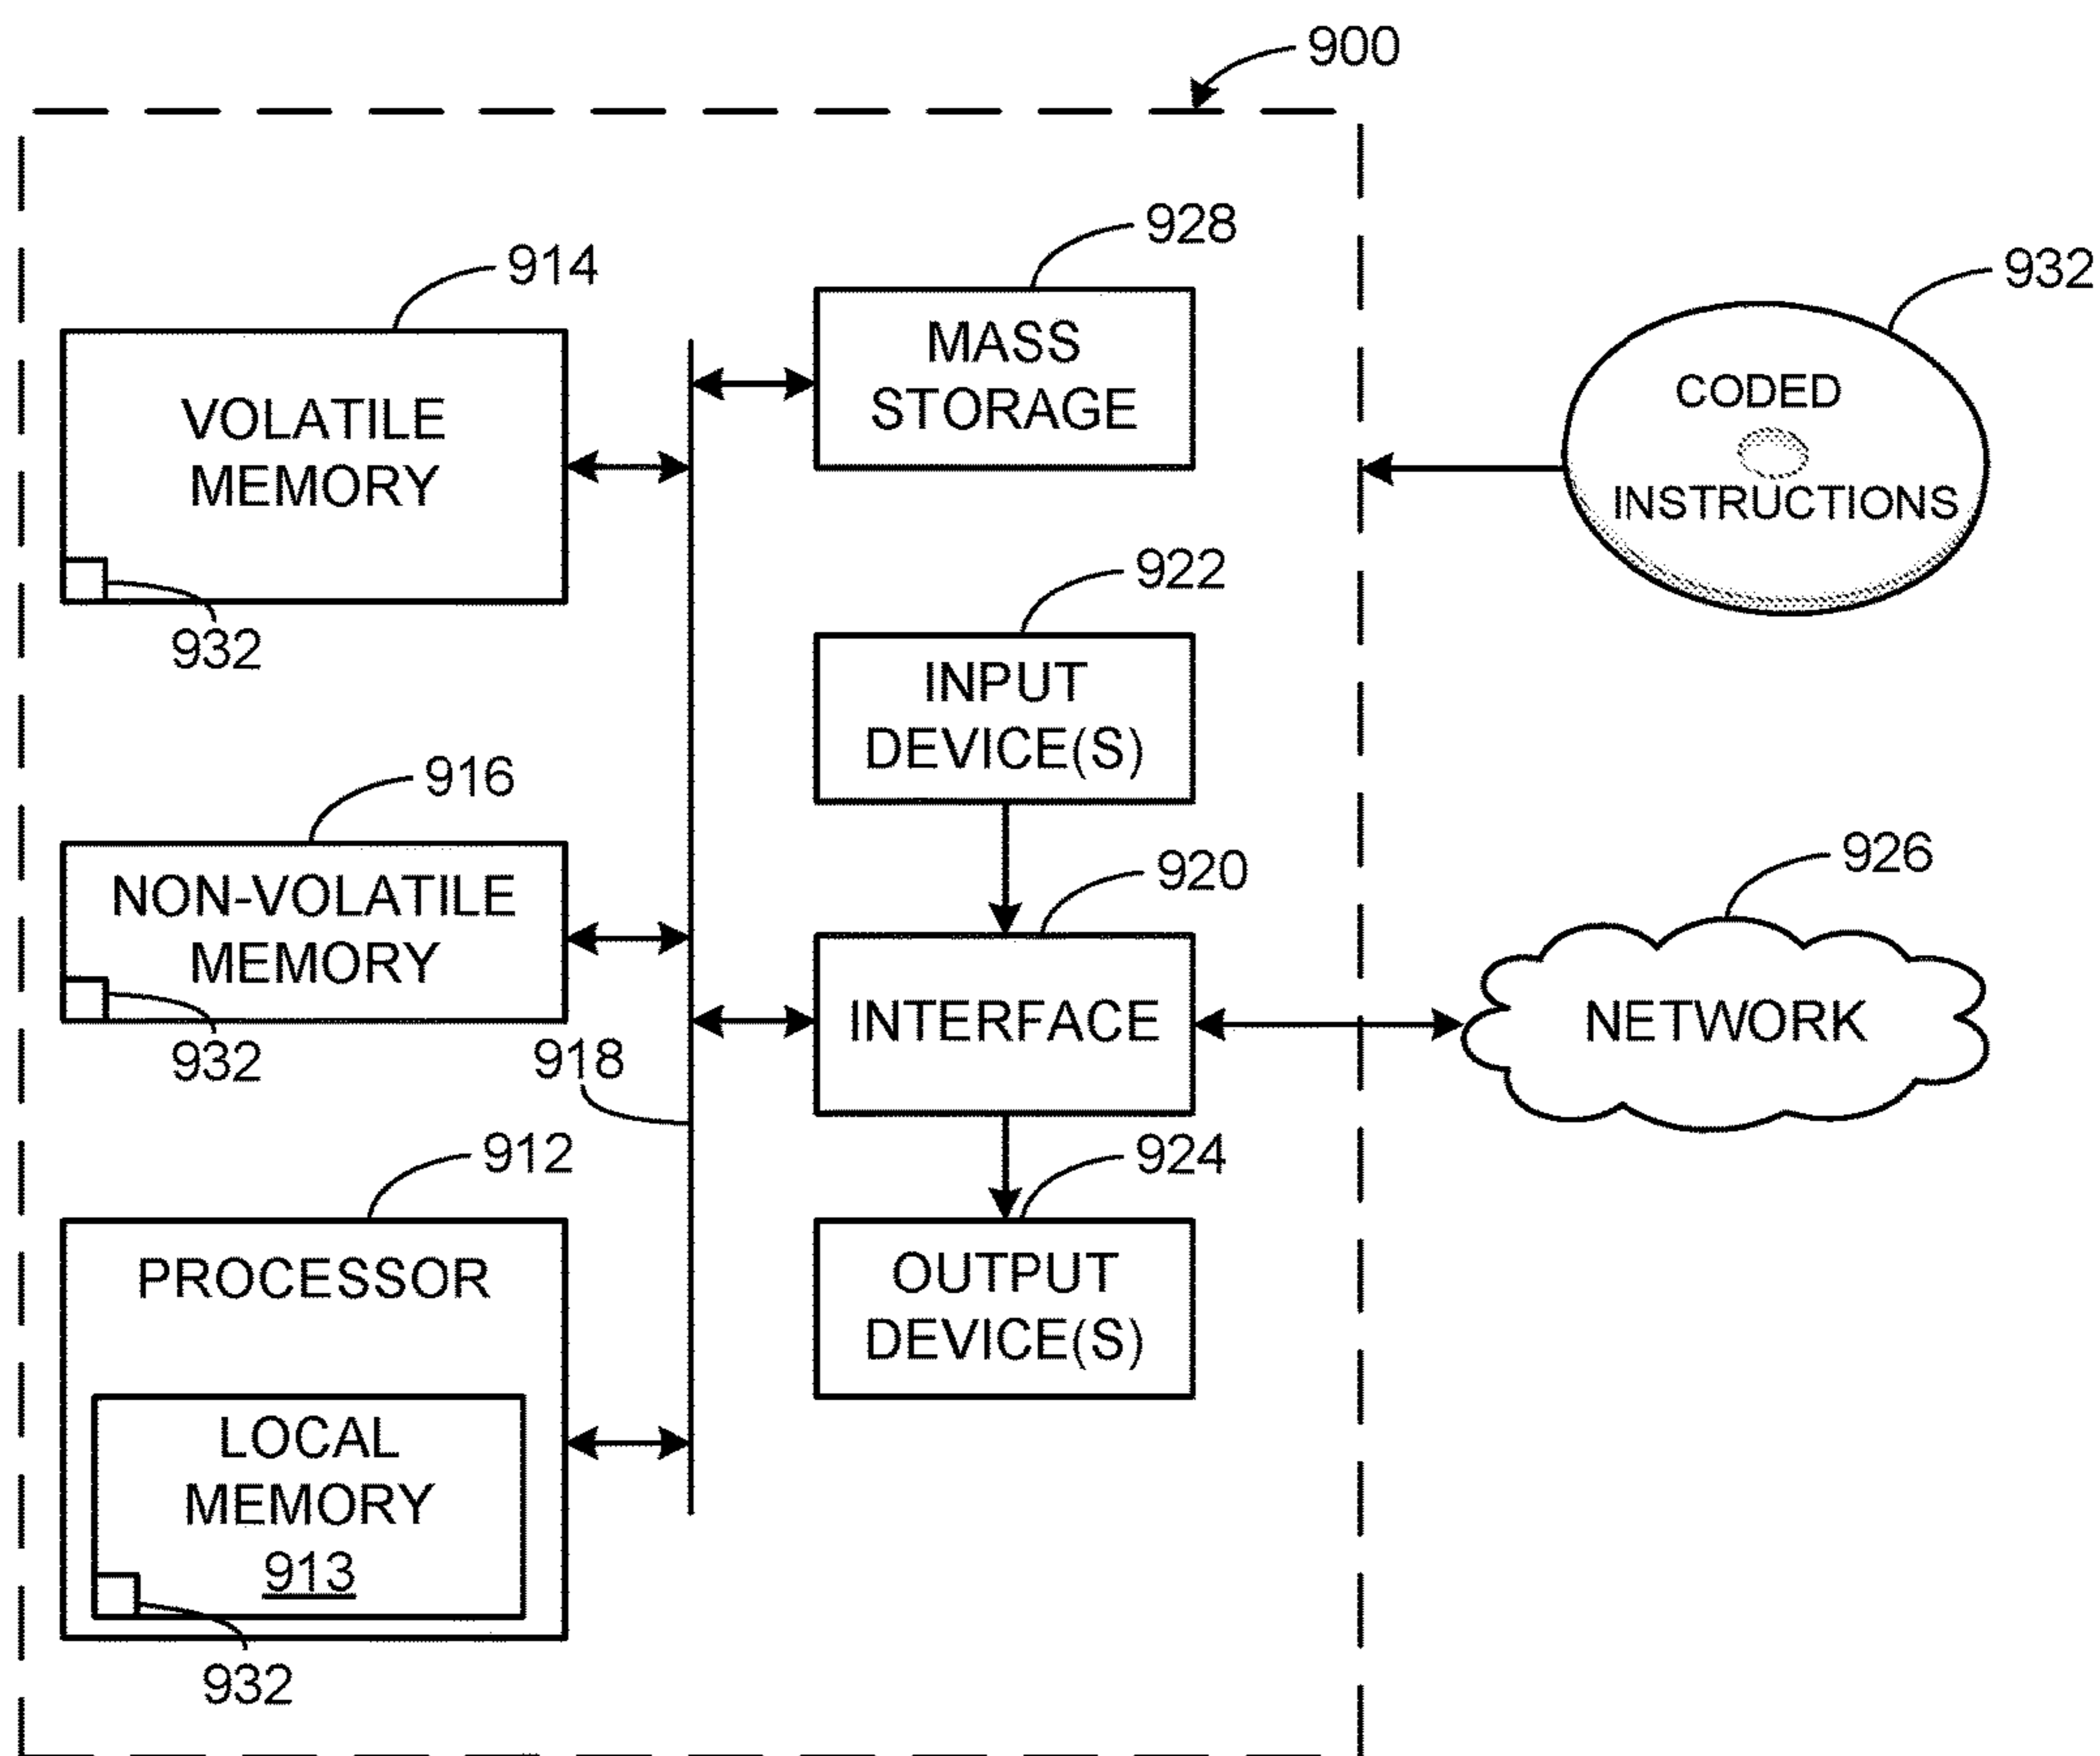 900
928
914
932
MASS
STORAGE
VOLATILE
MEMORY
CODED
INSTRUCTIONS
922
932
INPUT
DEVICE(S)
916
920
926
NON-VOLATILE
MEMORY
INTERFACE
NETWORK
932
918
912
924
PROCESSOR
OUTPUT
DEVICE(S)
LOCAL
MEMORY
913
932